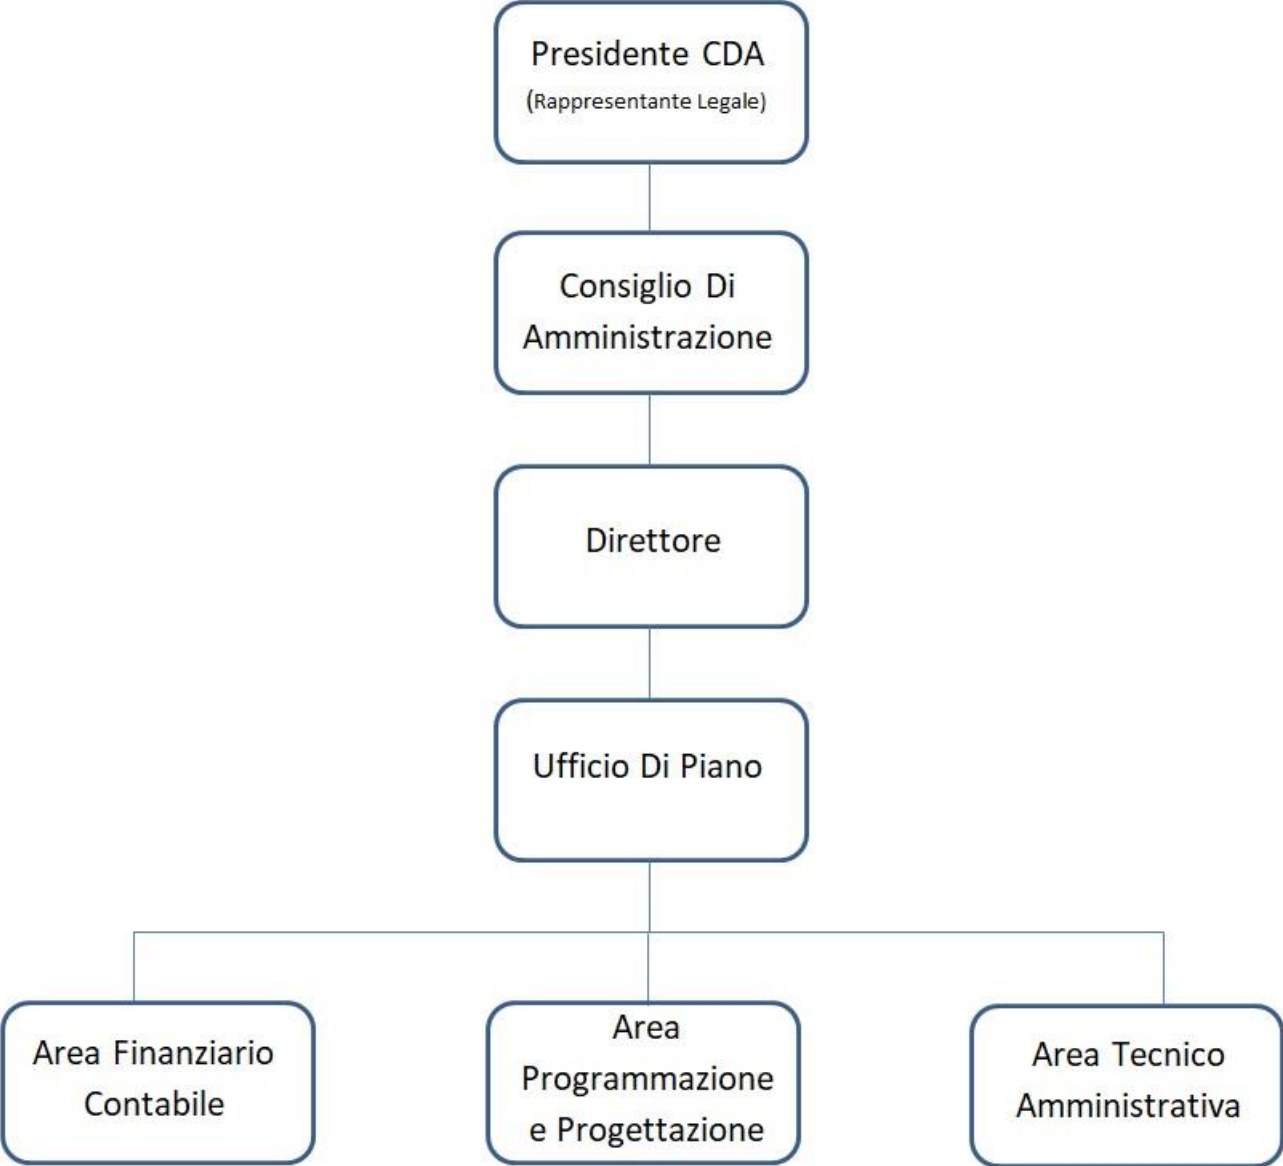 Presidente CDA
(Rappresentante Legale)
Consiglio Di
Amministrazione
Direttore
Ufficio Di Piano
Area Finanziario
Contabile
Area
Programmazione
e Progettazione
Area Tecnico
Amministrativa